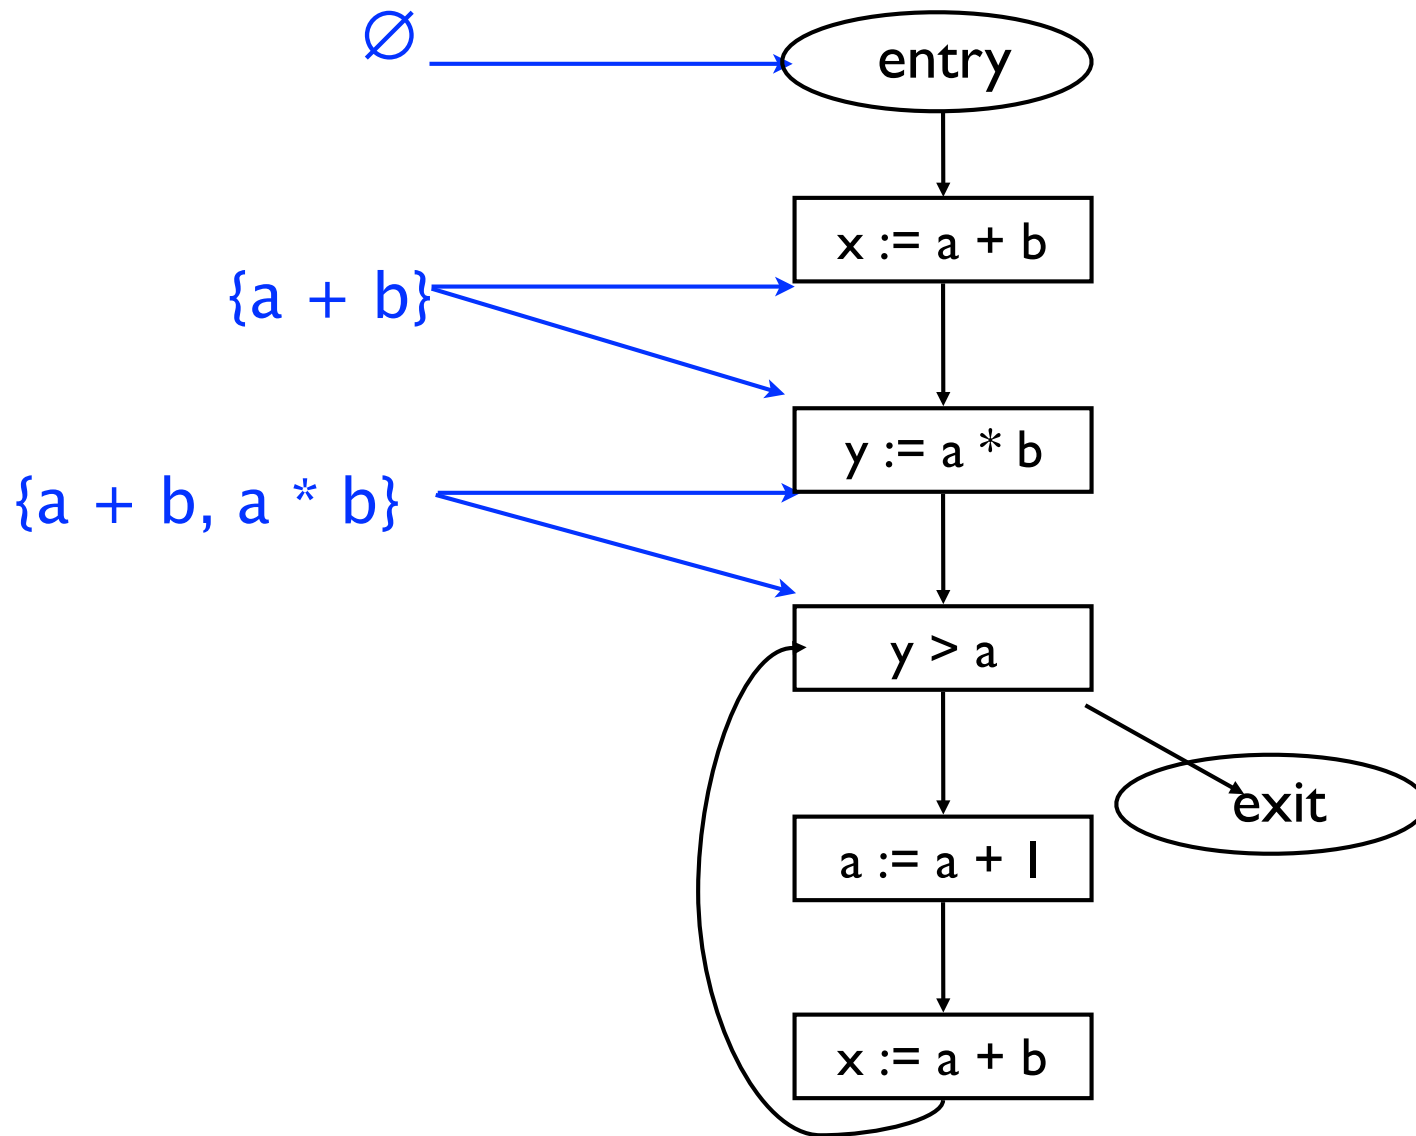 ∅
entry
x := a + b
{a + b}
y := a * b
{a + b, a * b}
y > a
exit
a := a + 1
x := a + b